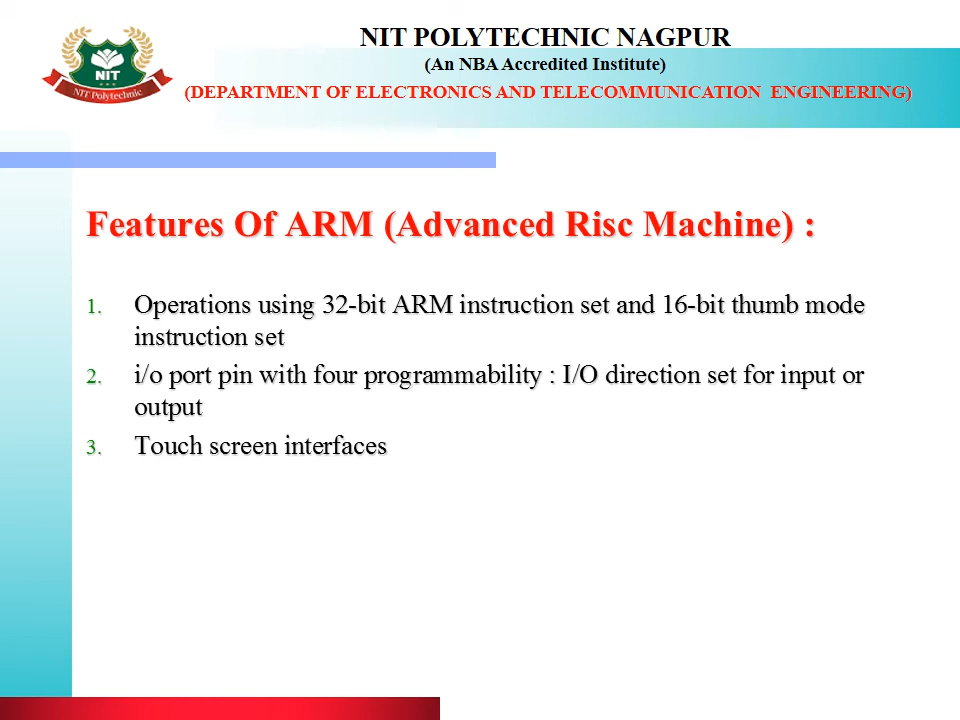 NIT POLYTECHNIC NAGPUR
(An NBA Accredited Institute)
(DEPARTMENT OF ELECTRONICS AND TELECOMMUNICATION ENGINEERING)
NIT
NIT Polytechnic
Features Of ARM (Advanced Risc Machine) :
1. Operations using 32-bit ARM instruction set and 16-bit thumb mode
instruction set
2. i/o port pin with four programmability : I/O direction set for input or
output
3. Touch screen interfaces